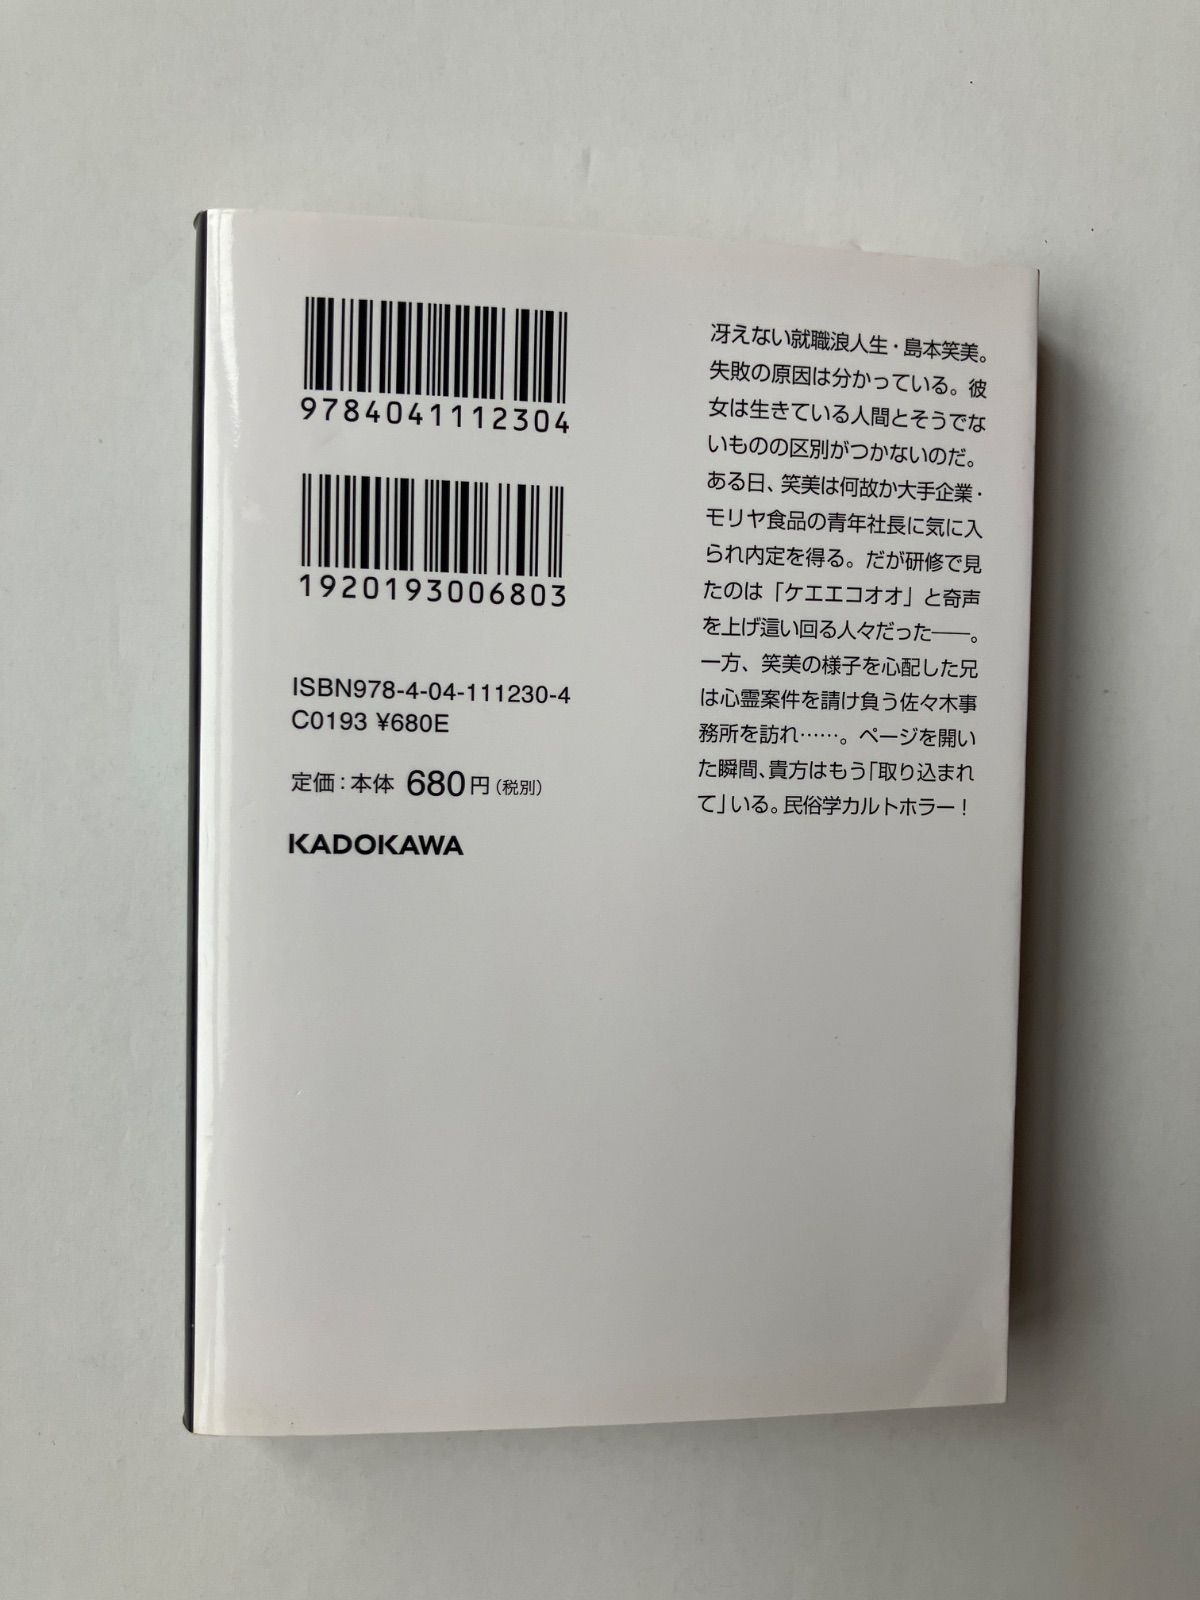 9784041112304
1920193006803
ISBN978-4-04-111230-4
C0193 ¥680E
定価：本体 680円（税別）
KADOKAWA
冴えない就職浪人生・島本笑美。
失敗の原因は分かっている。彼
女は生きている人間とそうでな
いものの区別がつかないのだ。
ある日、笑美は何故か大手企業・
モリヤ食品の青年社長に気に入
られ内定を得る。だが研修で見
たのは「ケエエコオオ」と奇声
を上げ這い回る人々だった――。
一方、笑美の様子を心配した兄
は心霊案件を請け負う佐々木事
務所を訪れ……。ページを開い
た瞬間、貴方はもう「取り込まれ
て」いる。民俗学カルトホラー！